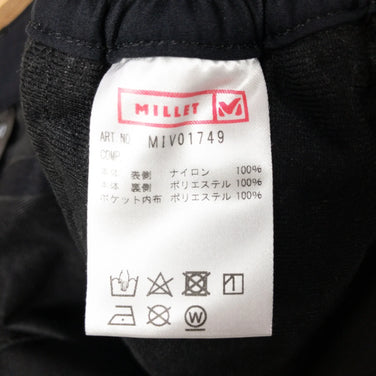 MILLET
ART NO MIV01749
COMP
本体 表側 ナイロン 100%
本体 裏側 ポリエステル 100%
ポケット内布 ポリエステル 100%
W